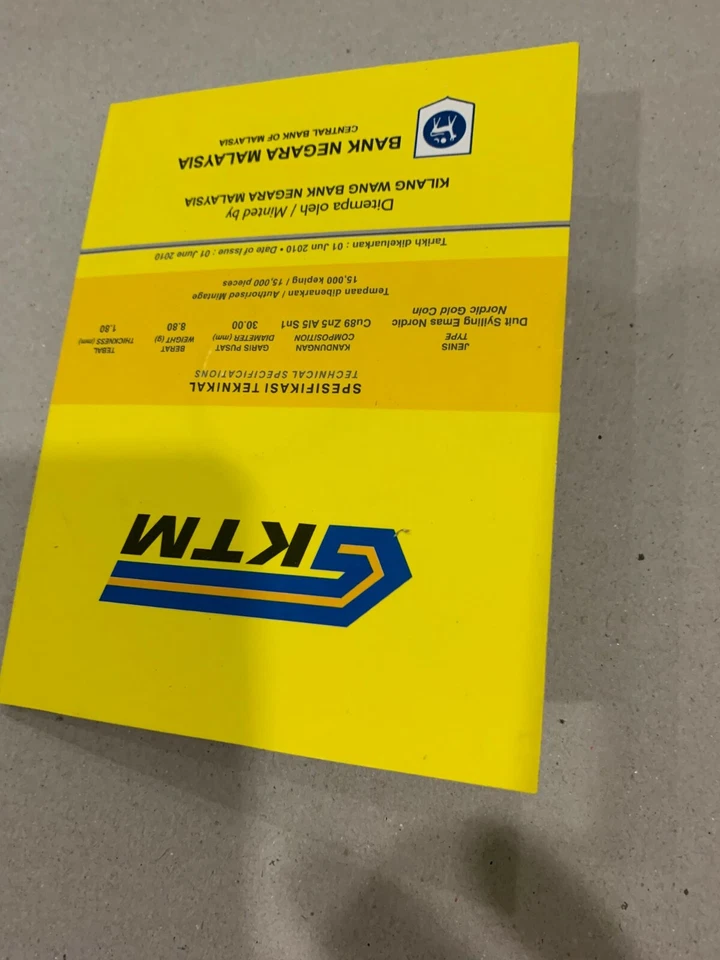 KTM
SPESIFIKASI TEKNIKAL
TECHNICAL SPECIFICATIONS
JENIS KANDUNGAN GARIS PUSAT BERAT TEBAL
TYPE COMPOSITION DIAMETER (mm) WEIGHT (g) THICKNESS (mm)
Duit Syiling Emas Nordic Cu89 Zn5 Al5 Sn1 30.00 8.80 1.80
Nordic Gold Coin
Tempaan dibenarkan / Authorised Mintage
15,000 keping / 15,000 pieces
Tarikh dikeluarkan : 01 Jun 2010 • Date of Issue : 01 June 2010
Ditempa oleh / Minted by
KILANG WANG BANK NEGARA MALAYSIA
BANK NEGARA MALAYSIA
CENTRAL BANK OF MALAYSIA